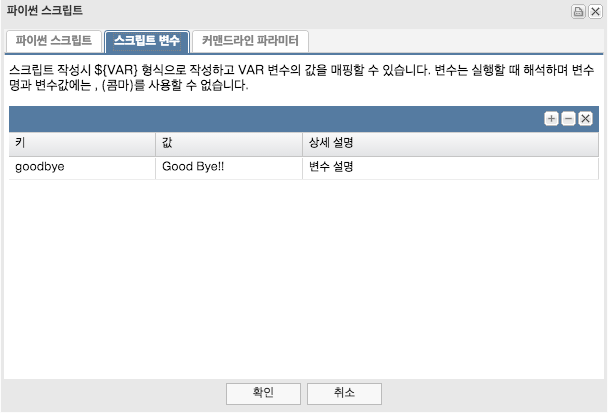 파이썬 스크립트
파이썬 스크립트 스크립트 변수 커맨드라인 파라미터
스크립트 작성시 ${VAR} 형식으로 작성하고 VAR 변수의 값을 매핑할 수 있습니다. 변수는 실행할 때 해석하며 변수
명과 변수값에는 , (콤마)를 사용할 수 없습니다.
키 값 상세 설명
goodbye Good Bye!! 변수 설명
확인 취소